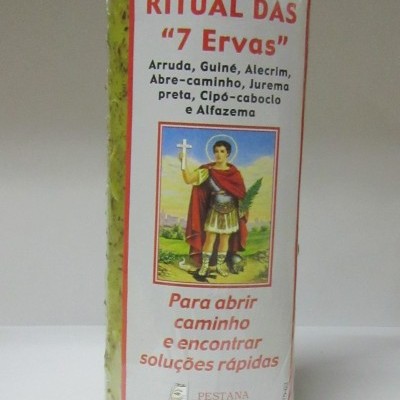 RITUAL DAS
"7 Ervas"
Arruda, Guiné, Alecrim,
Abre-caminho, Jurema
preta, Cipó-caboclo
e Alfazema
Para abrir
caminho
e encontrar
soluções rápidas
PESTANA